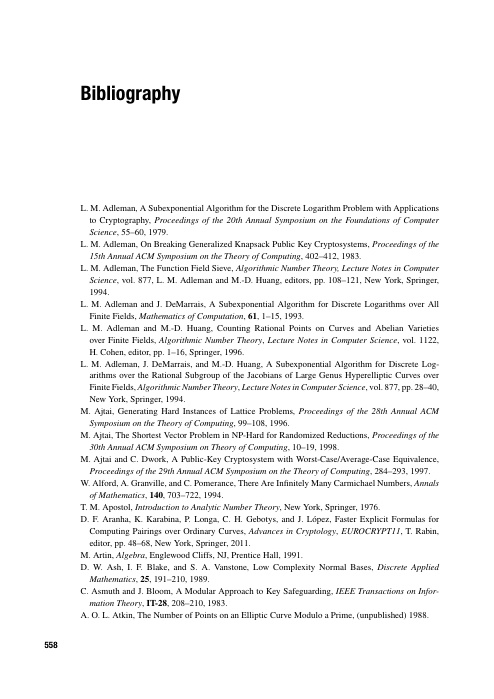 Bibliography
L. M. Adleman, A Subexponential Algorithm for the Discrete Logarithm Problem with Applications
to Cryptography, Proceedings of the 20th Annual Symposium on the Foundations of Computer
Science, 55–60, 1979.
L. M. Adleman, On Breaking Generalized Knapsack Public Key Cryptosystems, Proceedings of the
15th Annual ACM Symposium on the Theory of Computing, 402–412, 1983.
L. M. Adleman, The Function Field Sieve, Algorithmic Number Theory, Lecture Notes in Computer
Science, vol. 877, L. M. Adleman and M.-D. Huang, editors, pp. 108–121, New York, Springer,
1994.
L. M. Adleman and J. DeMarrais, A Subexponential Algorithm for Discrete Logarithms over All
Finite Fields, Mathematics of Computation, 61, 1–15, 1993.
L. M. Adleman and M.-D. Huang, Counting Rational Points on Curves and Abelian Varieties
over Finite Fields, Algorithmic Number Theory, Lecture Notes in Computer Science, vol. 1122,
H. Cohen, editor, pp. 1–16, Springer, 1996.
L. M. Adleman, J. DeMarrais, and M.-D. Huang, A Subexponential Algorithm for Discrete Log-
arithms over the Rational Subgroup of the Jacobians of Large Genus Hyperelliptic Curves over
Finite Fields, Algorithmic Number Theory, Lecture Notes in Computer Science, vol. 877, pp. 28–40,
New York, Springer, 1994.
M. Ajtai, Generating Hard Instances of Lattice Problems, Proceedings of the 28th Annual ACM
Symposium on the Theory of Computing, 99–108, 1996.
M. Ajtai, The Shortest Vector Problem in NP-Hard for Randomized Reductions, Proceedings of the
30th Annual ACM Symposium on Theory of Computing, 10–19, 1998.
M. Ajtai and C. Dwork, A Public-Key Cryptosystem with Worst-Case/Average-Case Equivalence,
Proceedings of the 29th Annual ACM Symposium on the Theory of Computing, 284–293, 1997.
W. Alford, A. Granville, and C. Pomerance, There Are Infinitely Many Carmichael Numbers, Annals
of Mathematics, 140, 703–722, 1994.
T. M. Apostol, Introduction to Analytic Number Theory, New York, Springer, 1976.
D. F. Aranha, K. Karabina, P. Longa, C. H. Gebotys, and J. López, Faster Explicit Formulas for
Computing Pairings over Ordinary Curves, Advances in Cryptology, EUROCRYPT11, T. Rabin,
editor, pp. 48–68, New York, Springer, 2011.
M. Artin, Algebra, Englewood Cliffs, NJ, Prentice Hall, 1991.
D. W. Ash, I. F. Blake, and S. A. Vanstone, Low Complexity Normal Bases, Discrete Applied
Mathematics, 25, 191–210, 1989.
C. Asmuth and J. Bloom, A Modular Approach to Key Safeguarding, IEEE Transactions on Infor-
mation Theory, IT-28, 208–210, 1983.
A. O. L. Atkin, The Number of Points on an Elliptic Curve Modulo a Prime, (unpublished) 1988.
558